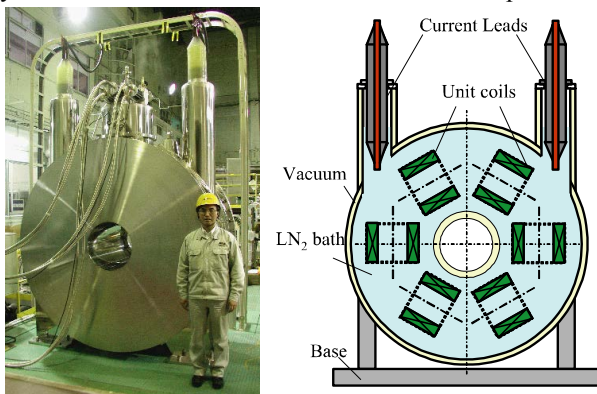 Current Leads
Unit coils
Vacuum
LN₂ bath
Base